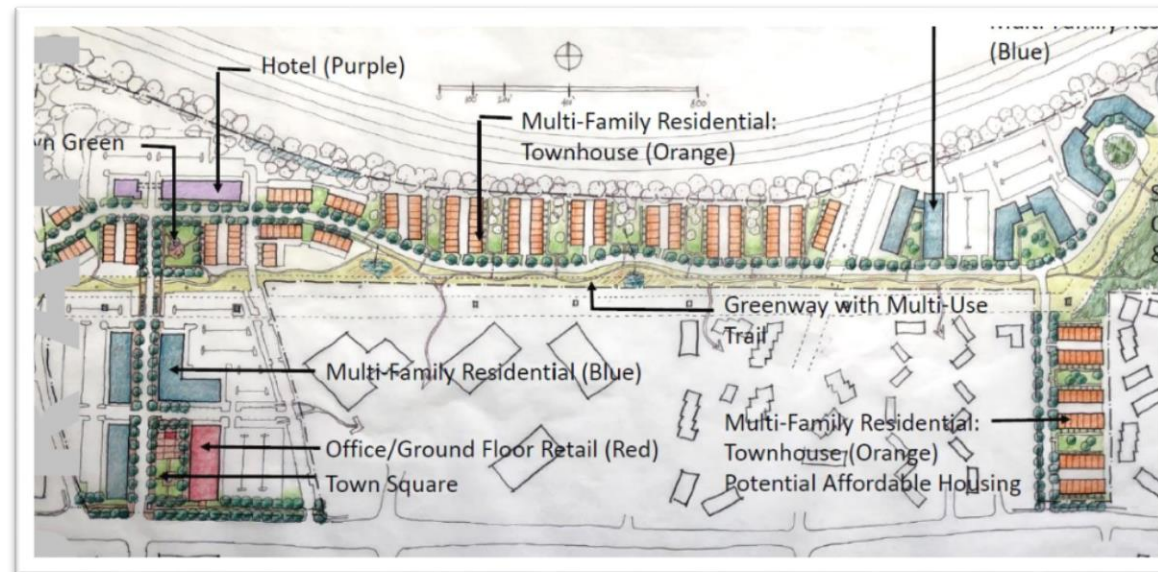 (Blue)
Hotel (Purple)
Multi-Family Residential:
Townhouse (Orange)
Green
Greenway with Multi-Use
Trail
Multi-Family Residential (Blue)
Multi-Family Residential:
Townhouse (Orange)
Potential Affordable Housing
Office/Ground Floor Retail (Red)
Town Square